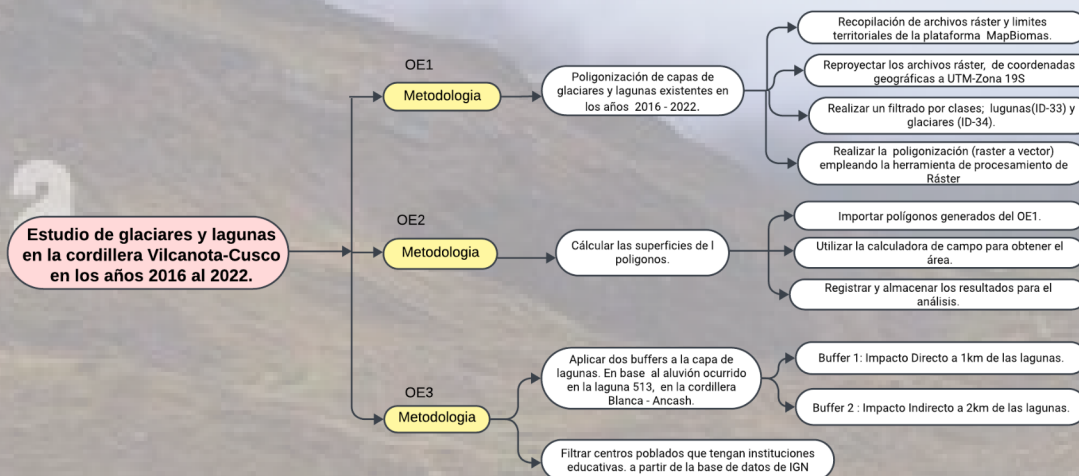 Estudio de glaciares y lagunas
en la cordillera Vilcanota-Cusco
en los años 2016 al 2022.
OE1
Metodologia
Poligonización de capas de
glaciares y lagunas existentes en
los años 2016 - 2022.
Recopilación de archivos ráster y limites
territoriales de la plataforma MapBiomas.
Reproyectar los archivos ráster, de coordenadas
geográficas a UTM-Zona 19S
Realizar un filtrado por clases; lugunas(ID-33) y
glaciares (ID-34).
Realizar la poligonización (raster a vector)
empleando la herramienta de procesamiento de
Ráster
OE2
Metodologia
Cálcular las superficies de l
poligonos.
Importar polígonos generados del OE1.
Utilizar la calculadora de campo para obtener el
área.
Registrar y almacenar los resultados para el
análisis.
OE3
Metodologia
Aplicar dos buffers a la capa de
lagunas. En base al aluvión ocurrido
en la laguna 513, en la cordillera
Blanca - Ancash.
Buffer 1: Impacto Directo a 1km de las lagunas.
Buffer 2 : Impacto Indirecto a 2km de las lagunas.
Filtrar centros poblados que tengan instituciones
educativas. a partir de la base de datos de IGN